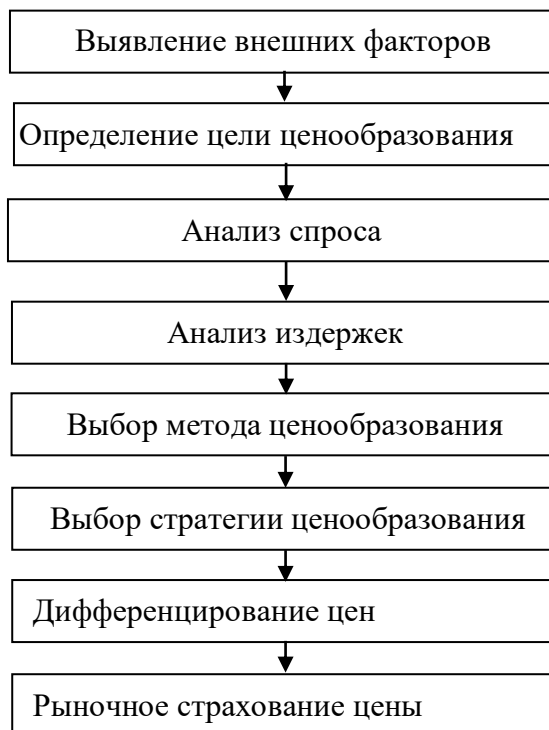 Выявление внешних факторов
Определение цели ценообразования
Анализ спроса
Анализ издержек
Выбор метода ценообразования
Выбор стратегии ценообразования
Дифференцирование цен
Рыночное страхование цены